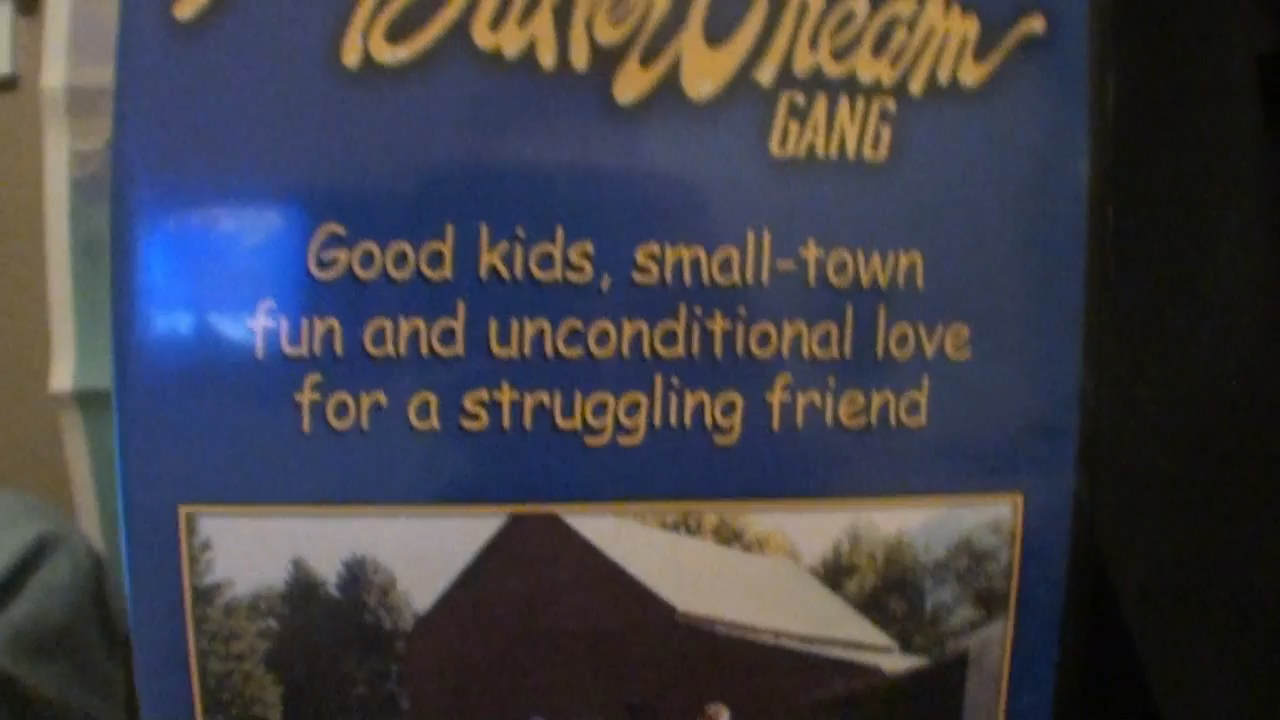 GANG
Good kids, small-town
fun and unconditional love
for a struggling friend